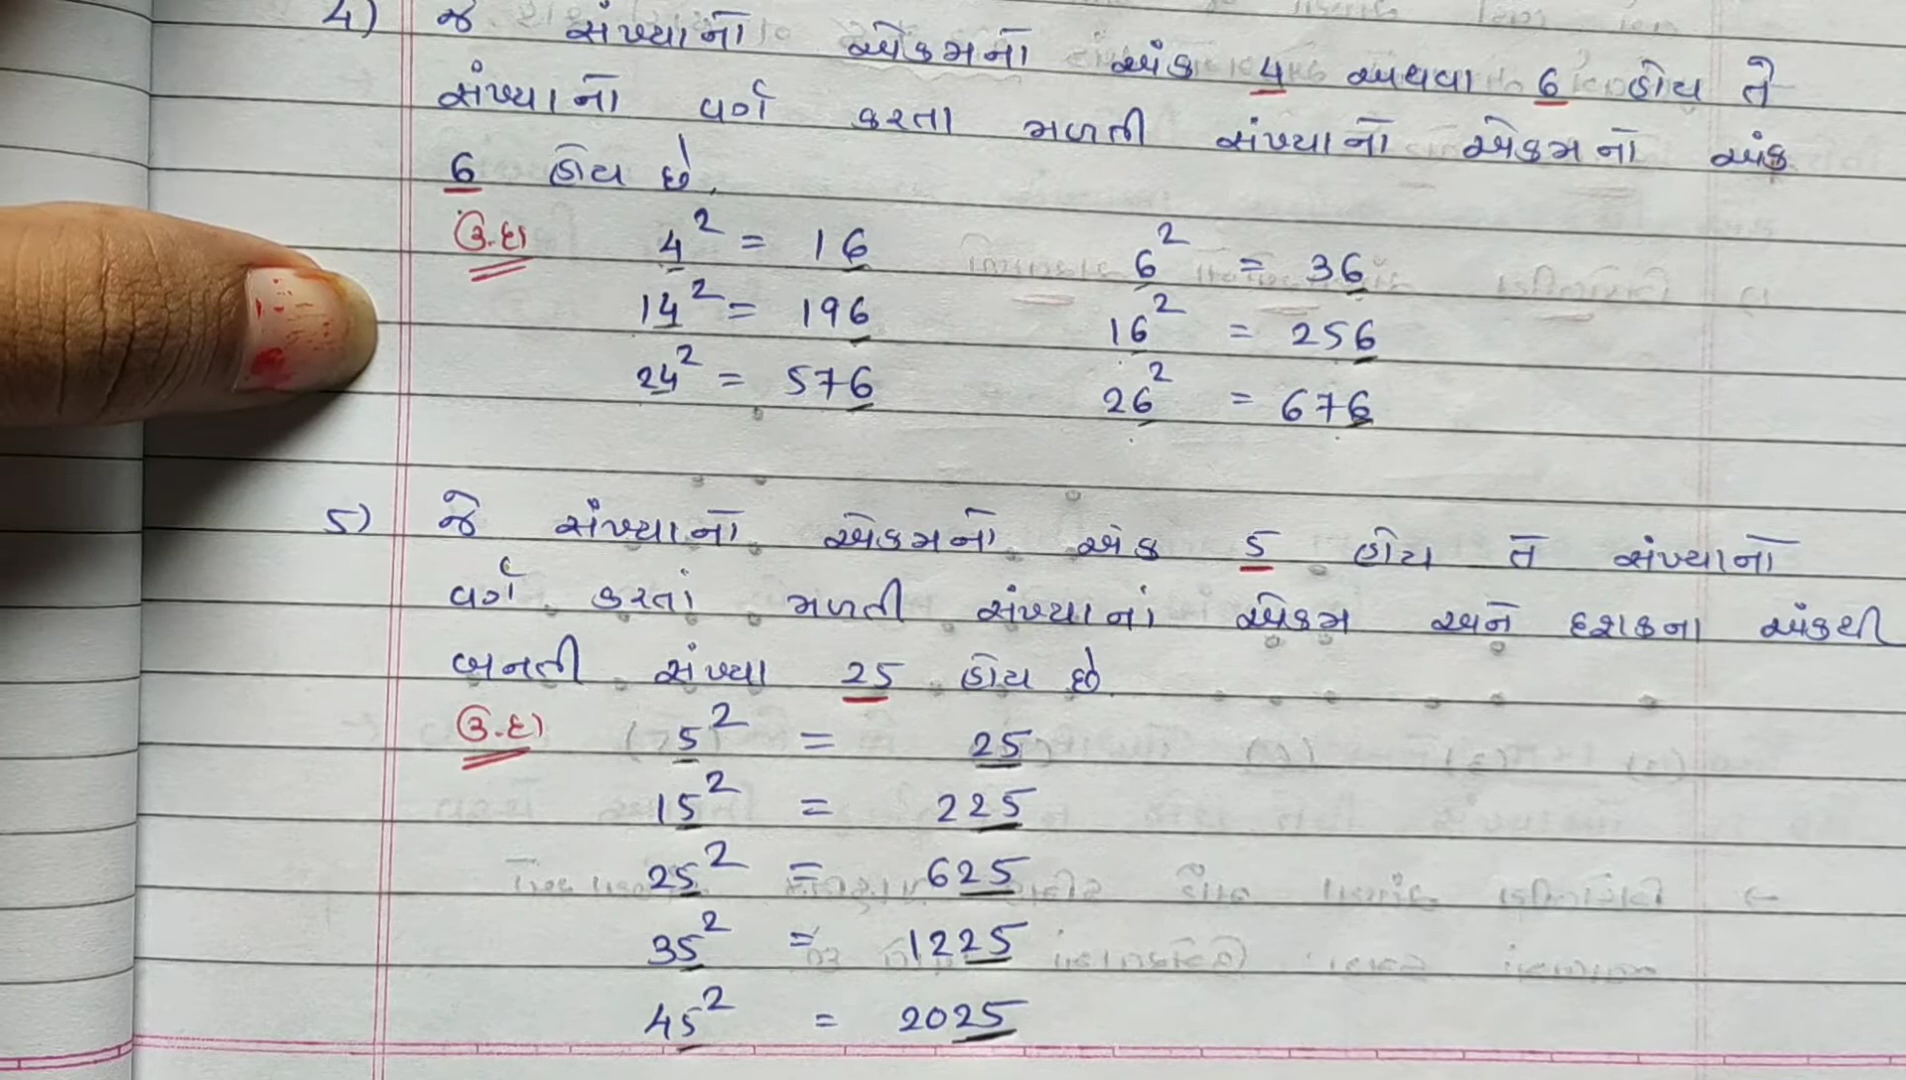 4) જે સંખ્યાનો એકમનો અંક 4 અથવા 6 હોય તે
સંખ્યાનો વર્ગ કરતા મળતી સંખ્યાનો એકમનો અંક
6 હોય છે.
ઉ.દા 4² = 16 6² = 36
14² = 196 16² = 256
24² = 576 26² = 676
5) જે સંખ્યાનો એકમનો અંક 5 હોય તે સંખ્યાનો
વર્ગ કરતાં મળતી સંખ્યાનાં એકમ અને દશકના અંકથી
બનતી સંખ્યા 25 હોય છે.
ઉ.દા 5² = 25
15² = 225
25² = 625
35² = 1225
45² = 2025